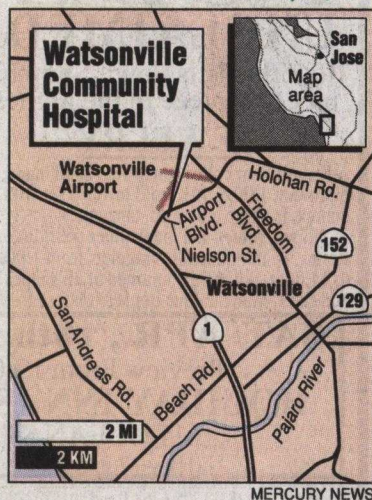 Watsonville
Community
Hospital
San
Jose
Map
area
Watsonville
Airport
Holohan Rd.
Airport
Blvd.
Freedom
Blvd.
Nielson St.
152
Watsonville
129
1
San Andreas Rd.
Beach Rd.
Pajaro River
2 MI
2 KM
MERCURY NEWS